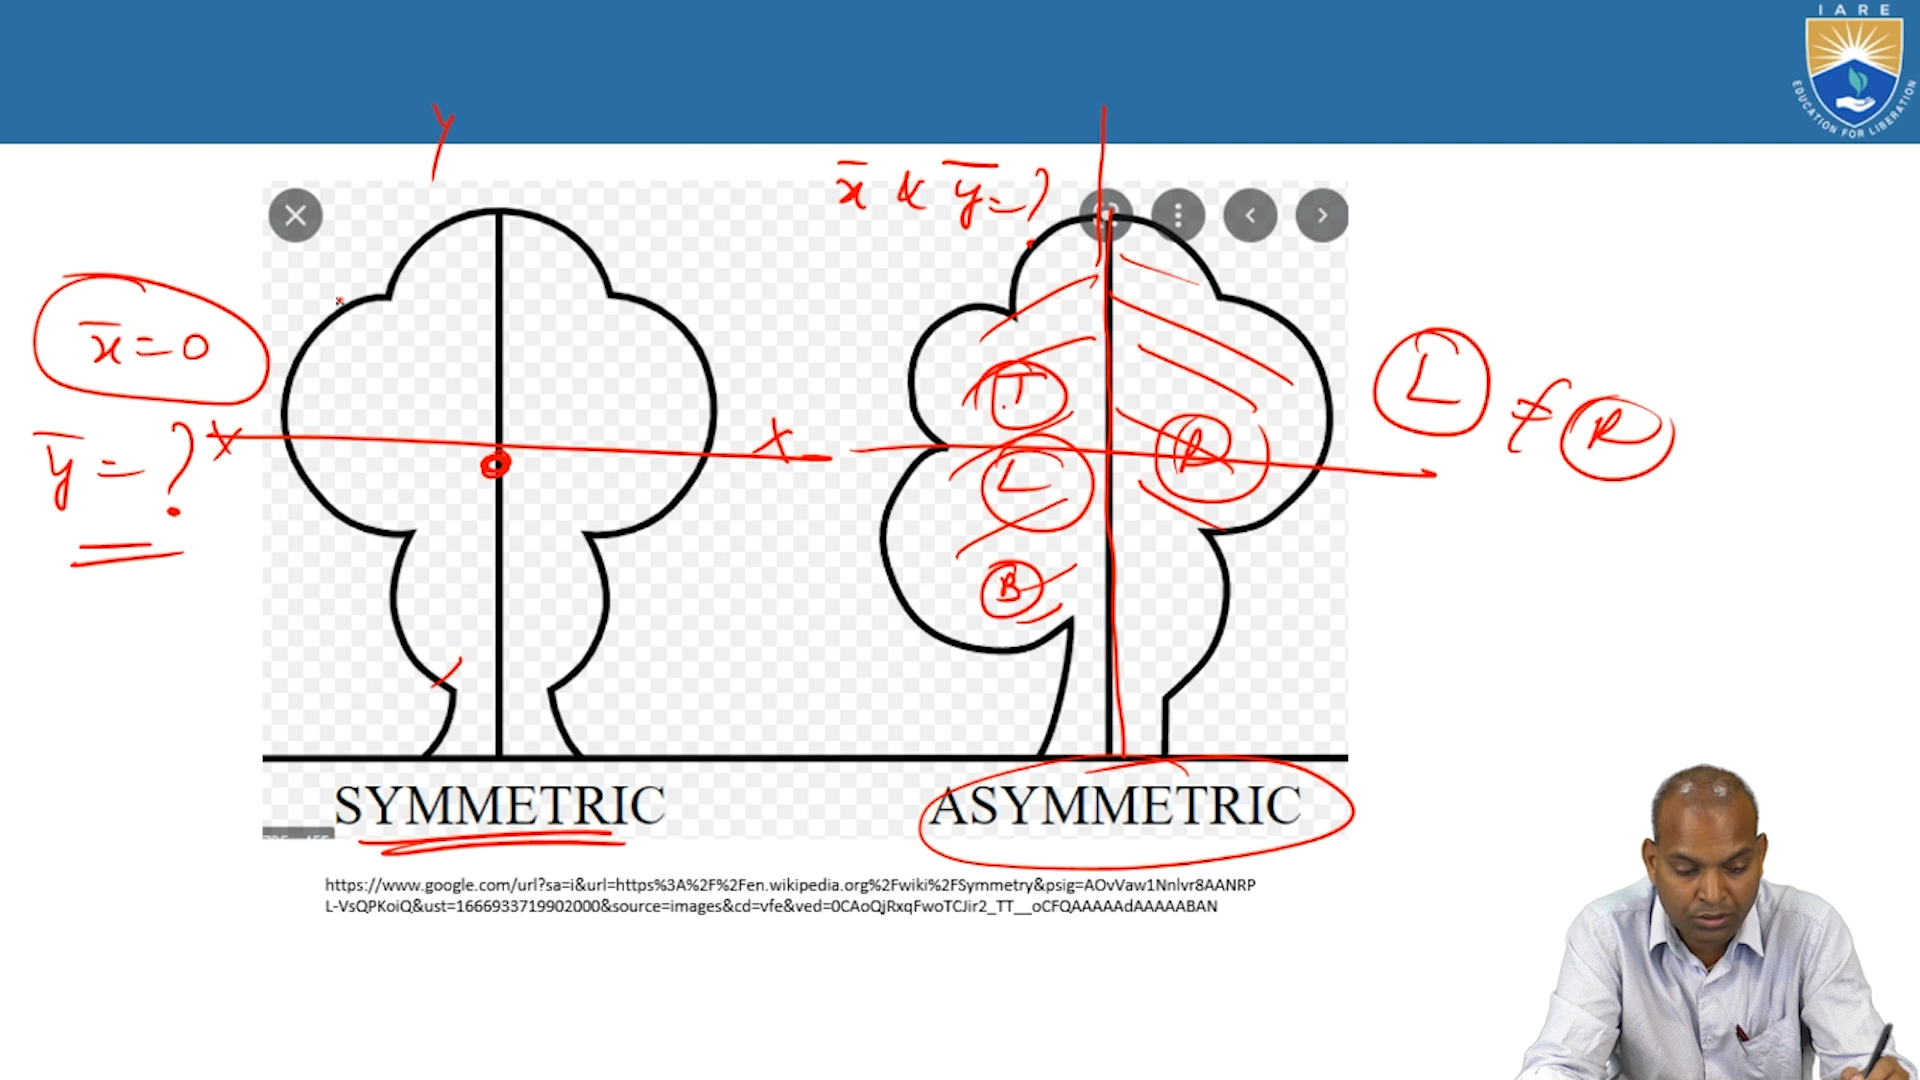 IARE
EDUCATION FOR LIBERATION
y
x̄ & ȳ = ?
x̄ = 0
ȳ = ?
X
X
T
L
R
B
L ≠ R
SYMMETRIC
ASYMMETRIC
https://www.google.com/url?sa=i&url=https%3A%2F%2Fen.wikipedia.org%2Fwiki%2FSymmetry&psig=AOvVaw1Nnlvr8AANRP
L-VsQPKoiQ&ust=1666933719902000&source=images&cd=vfe&ved=0CAoQjRxqFwoTCJir2_TT__oCFQAAAAAdAAAAABAN